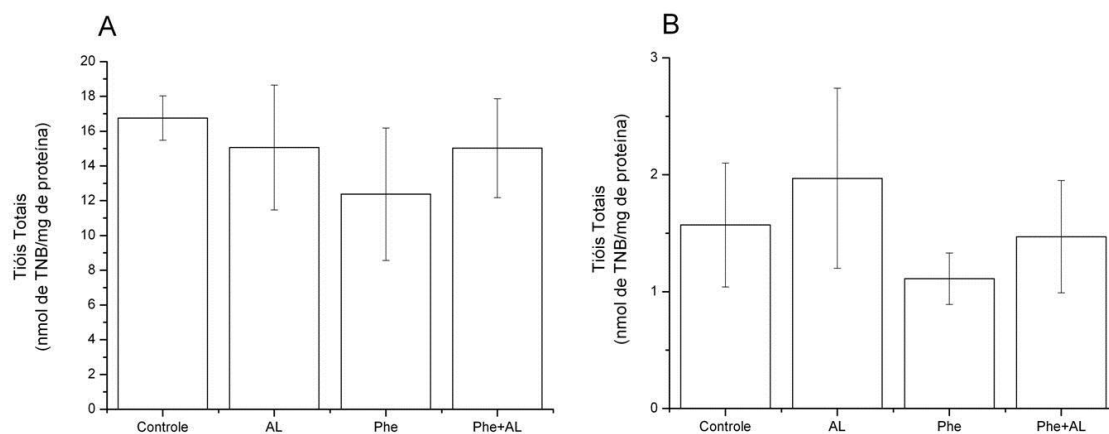 A
Tióis Totais
(nmol de TNB/mg de proteína)
20
18
16
14
12
10
8
6
4
2
0
Controle
AL
Phe
Phe+AL
B
Tióis Totais
(nmol de TNB/mg de proteína)
3
2
1
0
Controle
AL
Phe
Phe+AL